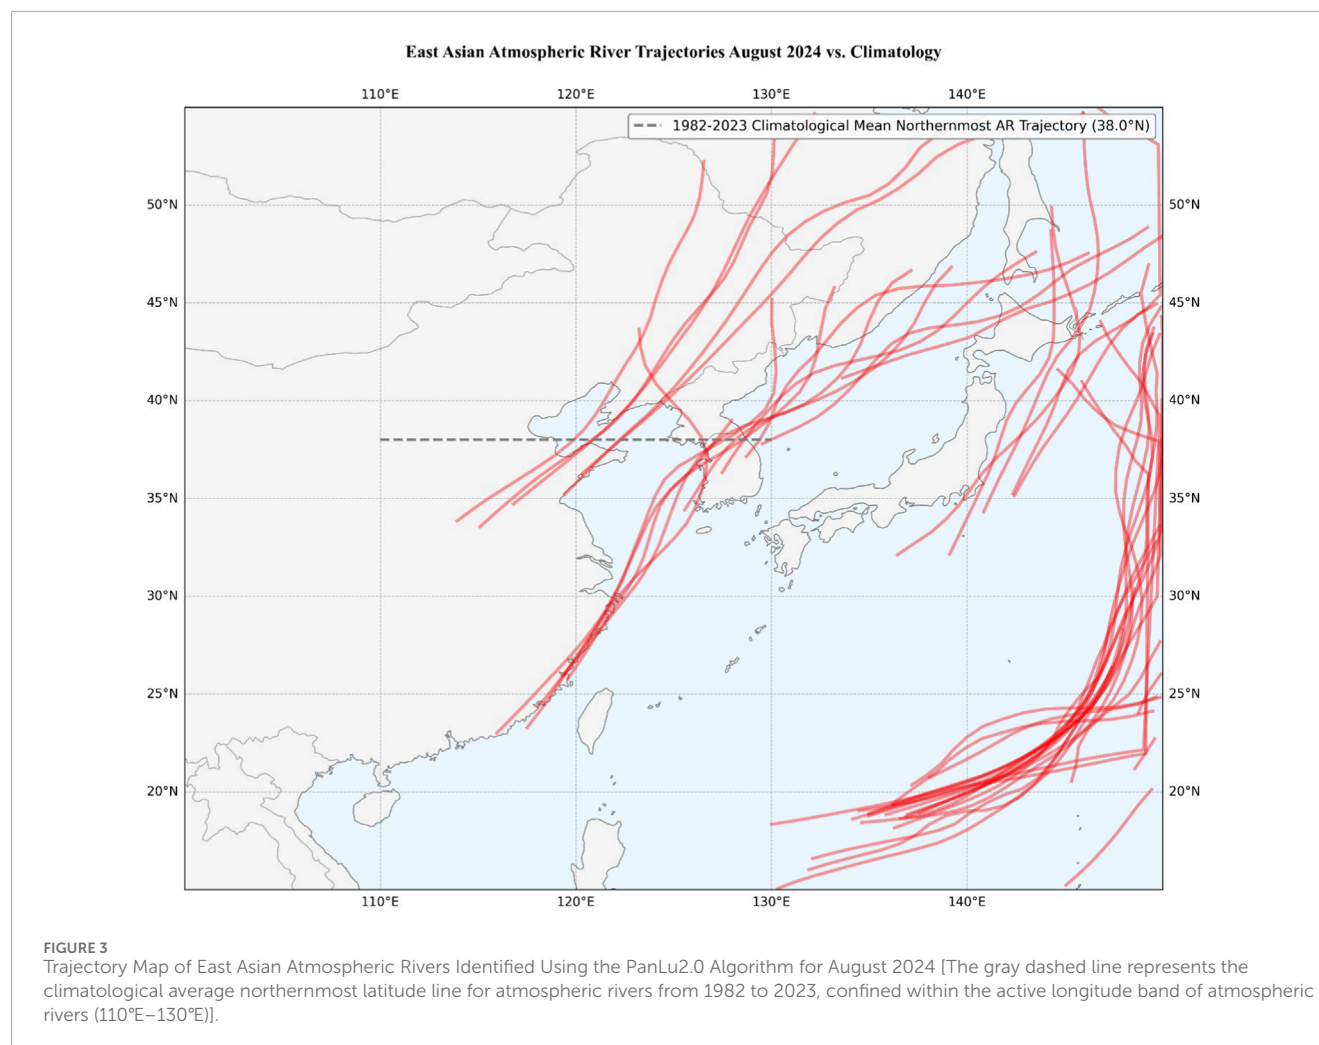 East Asian Atmospheric River Trajectories August 2024 vs. Climatology
110°E 120°E 130°E 140°E
1982-2023 Climatological Mean Northernmost AR Trajectory (38.0°N)
50°N 50°N
45°N 45°N
40°N 40°N
35°N 35°N
30°N 30°N
25°N 25°N
20°N 20°N
110°E 120°E 130°E 140°E
FIGURE 3
Trajectory Map of East Asian Atmospheric Rivers Identified Using the PanLu2.0 Algorithm for August 2024 [The gray dashed line represents the
climatological average northernmost latitude line for atmospheric rivers from 1982 to 2023, confined within the active longitude band of atmospheric
rivers (110°E–130°E)].